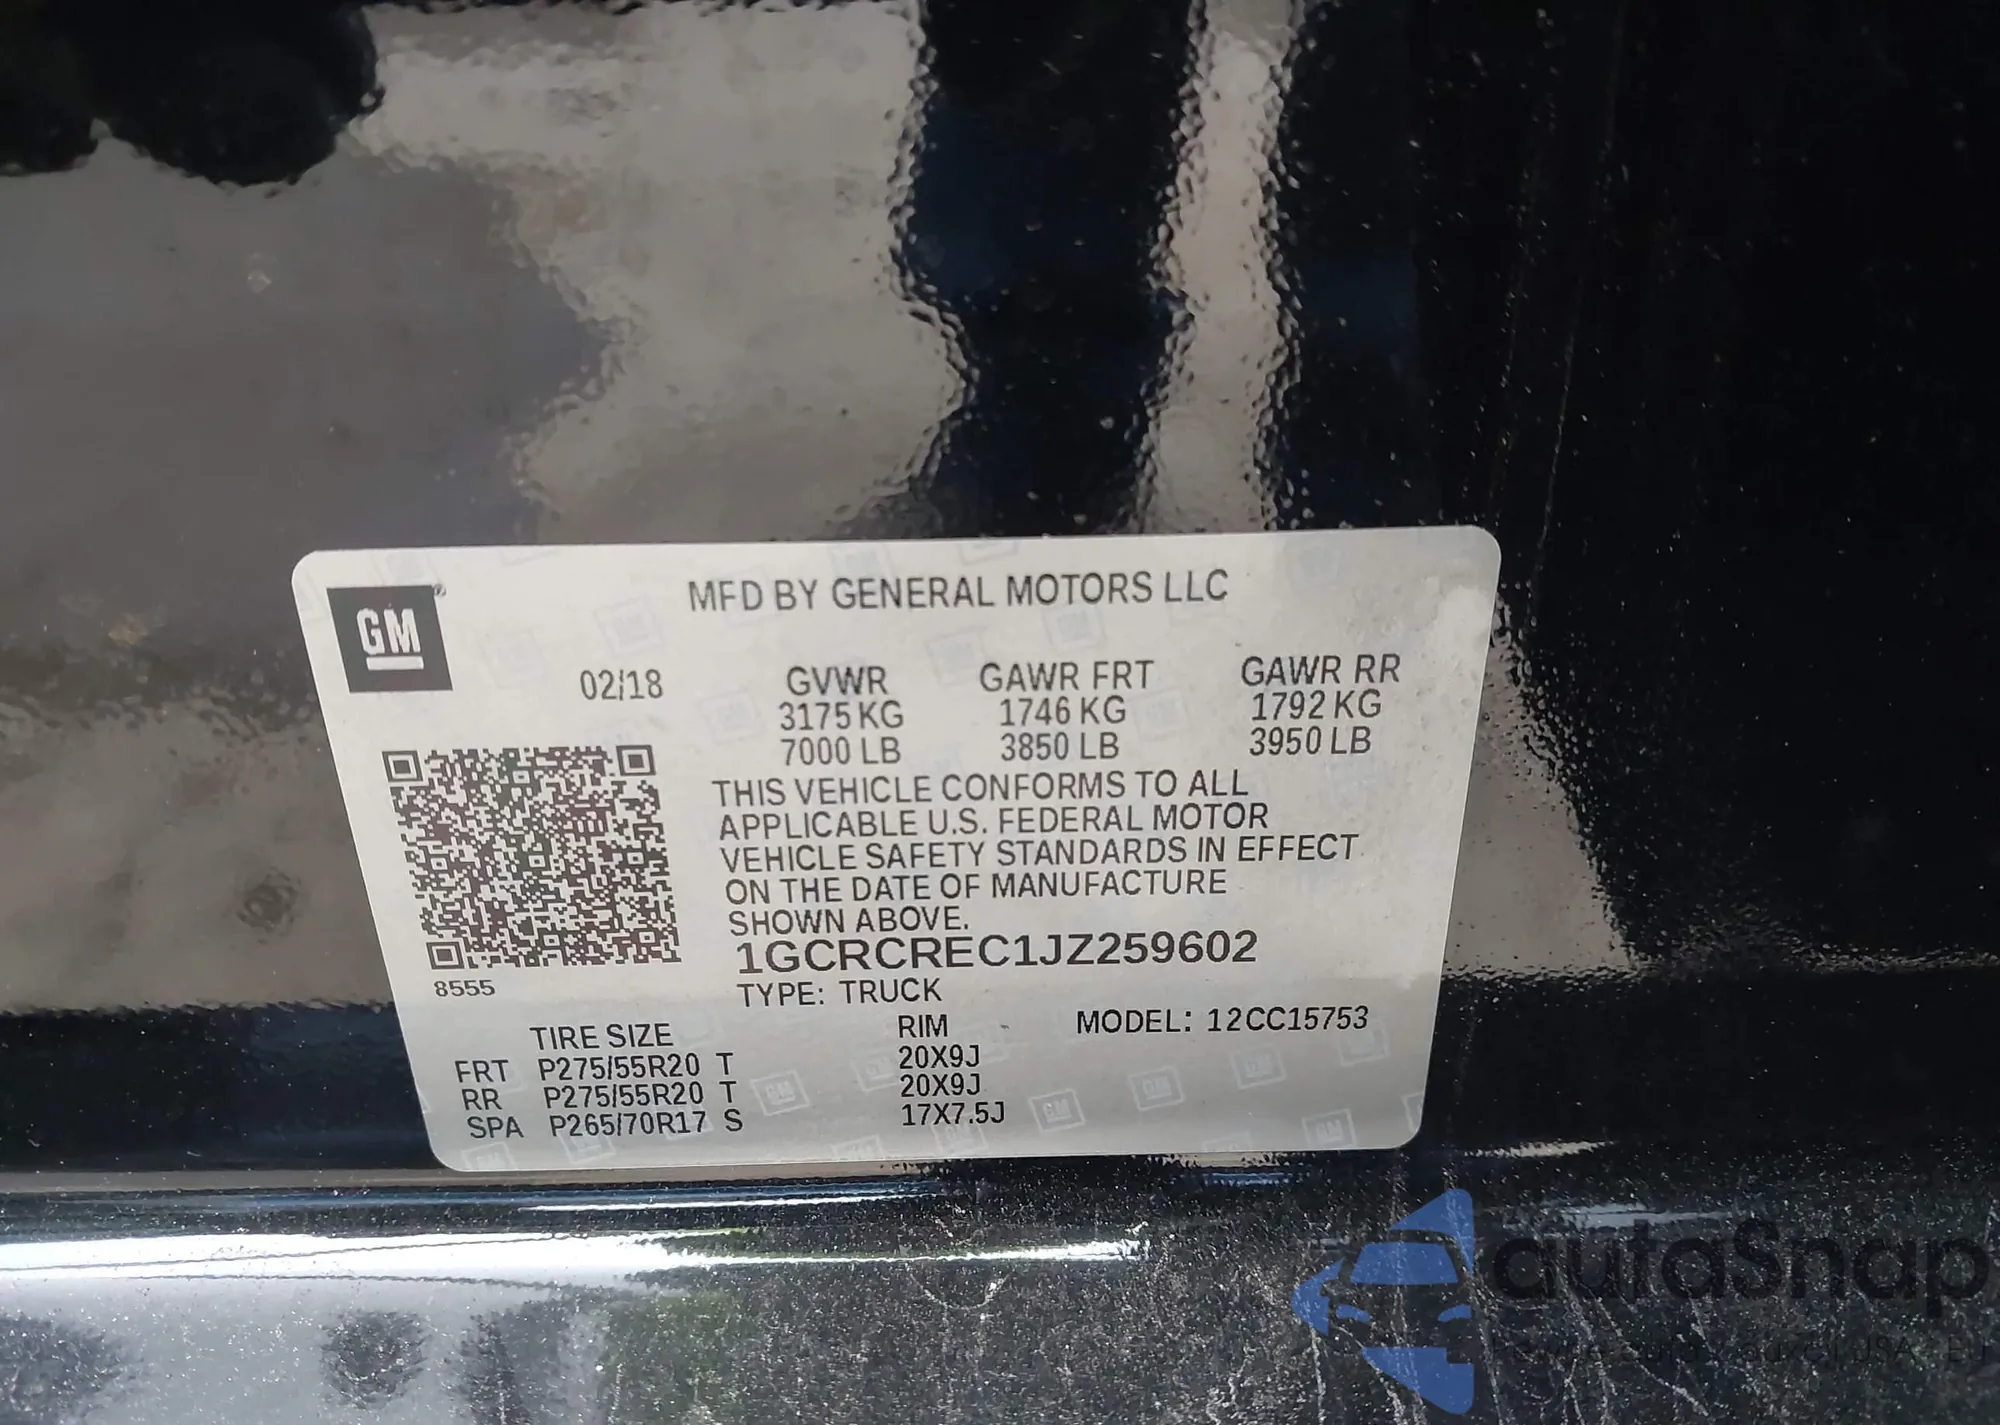 GM
MFD BY GENERAL MOTORS LLC
02/18 GVWR GAWR FRT GAWR RR
3175 KG 1746 KG 1792 KG
7000 LB 3850 LB 3950 LB
THIS VEHICLE CONFORMS TO ALL
APPLICABLE U.S. FEDERAL MOTOR
VEHICLE SAFETY STANDARDS IN EFFECT
ON THE DATE OF MANUFACTURE
SHOWN ABOVE.
1GCRCREC1JZ259602
8555
TYPE: TRUCK
TIRE SIZE RIM MODEL: 12CC15753
FRT P275/55R20 T 20X9J
RR P275/55R20 T 20X9J
SPA P265/70R17 S 17X7.5J
autoSnap